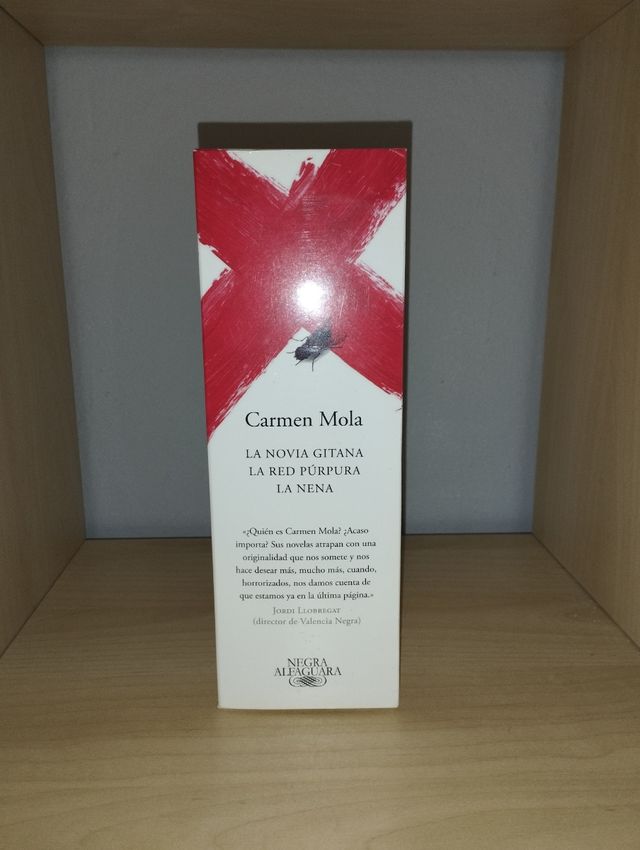 Carmen Mola
LA NOVIA GITANA
LA RED PÚRPURA
LA NENA
«¿Quién es Carmen Mola? ¿Acaso
importa? Sus novelas atrapan con una
originalidad que nos somete y nos
hace desear más, mucho más, cuando,
horrorizados, nos damos cuenta de
que estamos ya en la última página.»
JORDI LLOBREGAT
(director de Valencia Negra)
NEGRA
ALFAGUARA